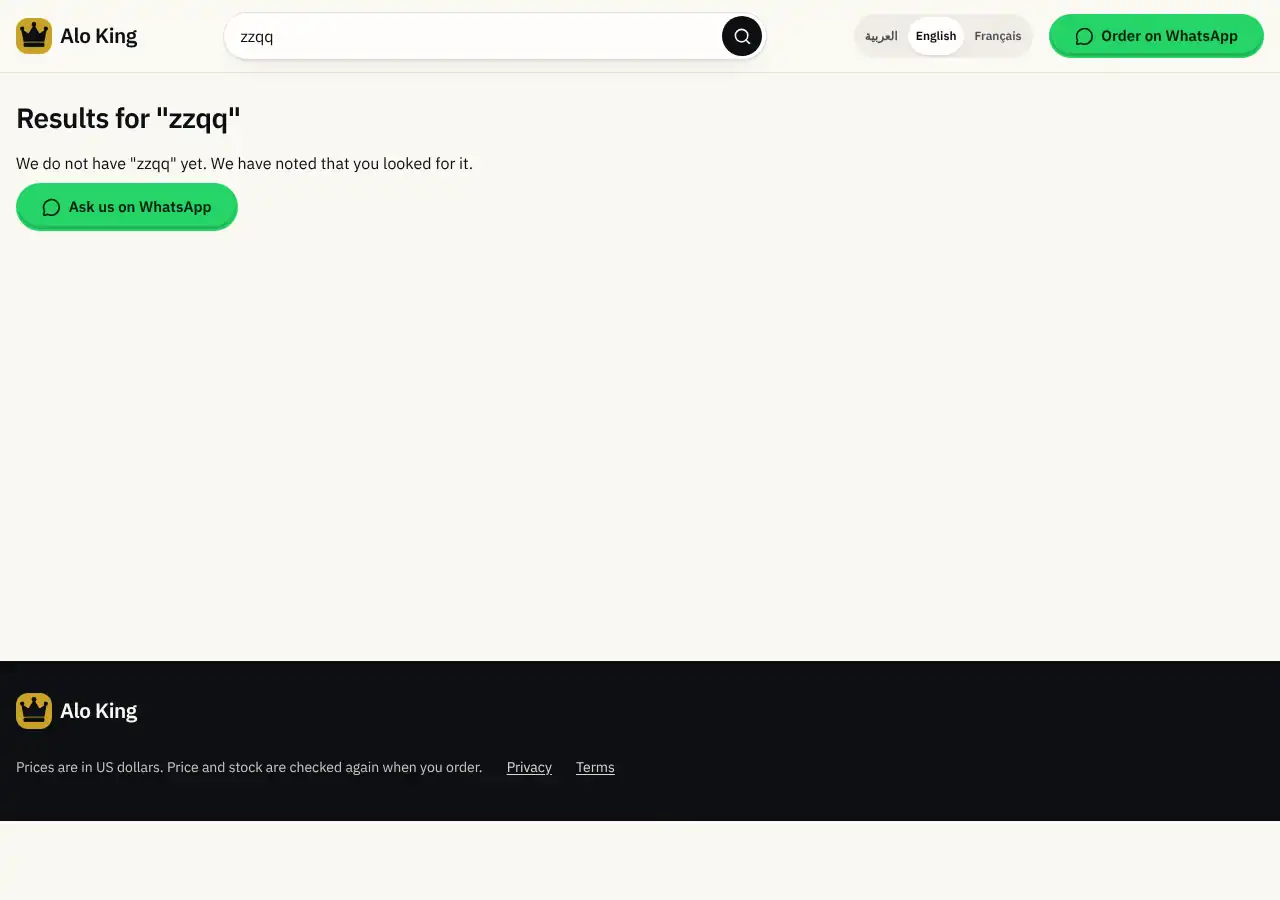 Alo King
zzqq
العربية
English
Français
Order on WhatsApp
Results for "zzqq"
We do not have "zzqq" yet. We have noted that you looked for it.
Ask us on WhatsApp
Alo King
Prices are in US dollars. Price and stock are checked again when you order.
Privacy
Terms